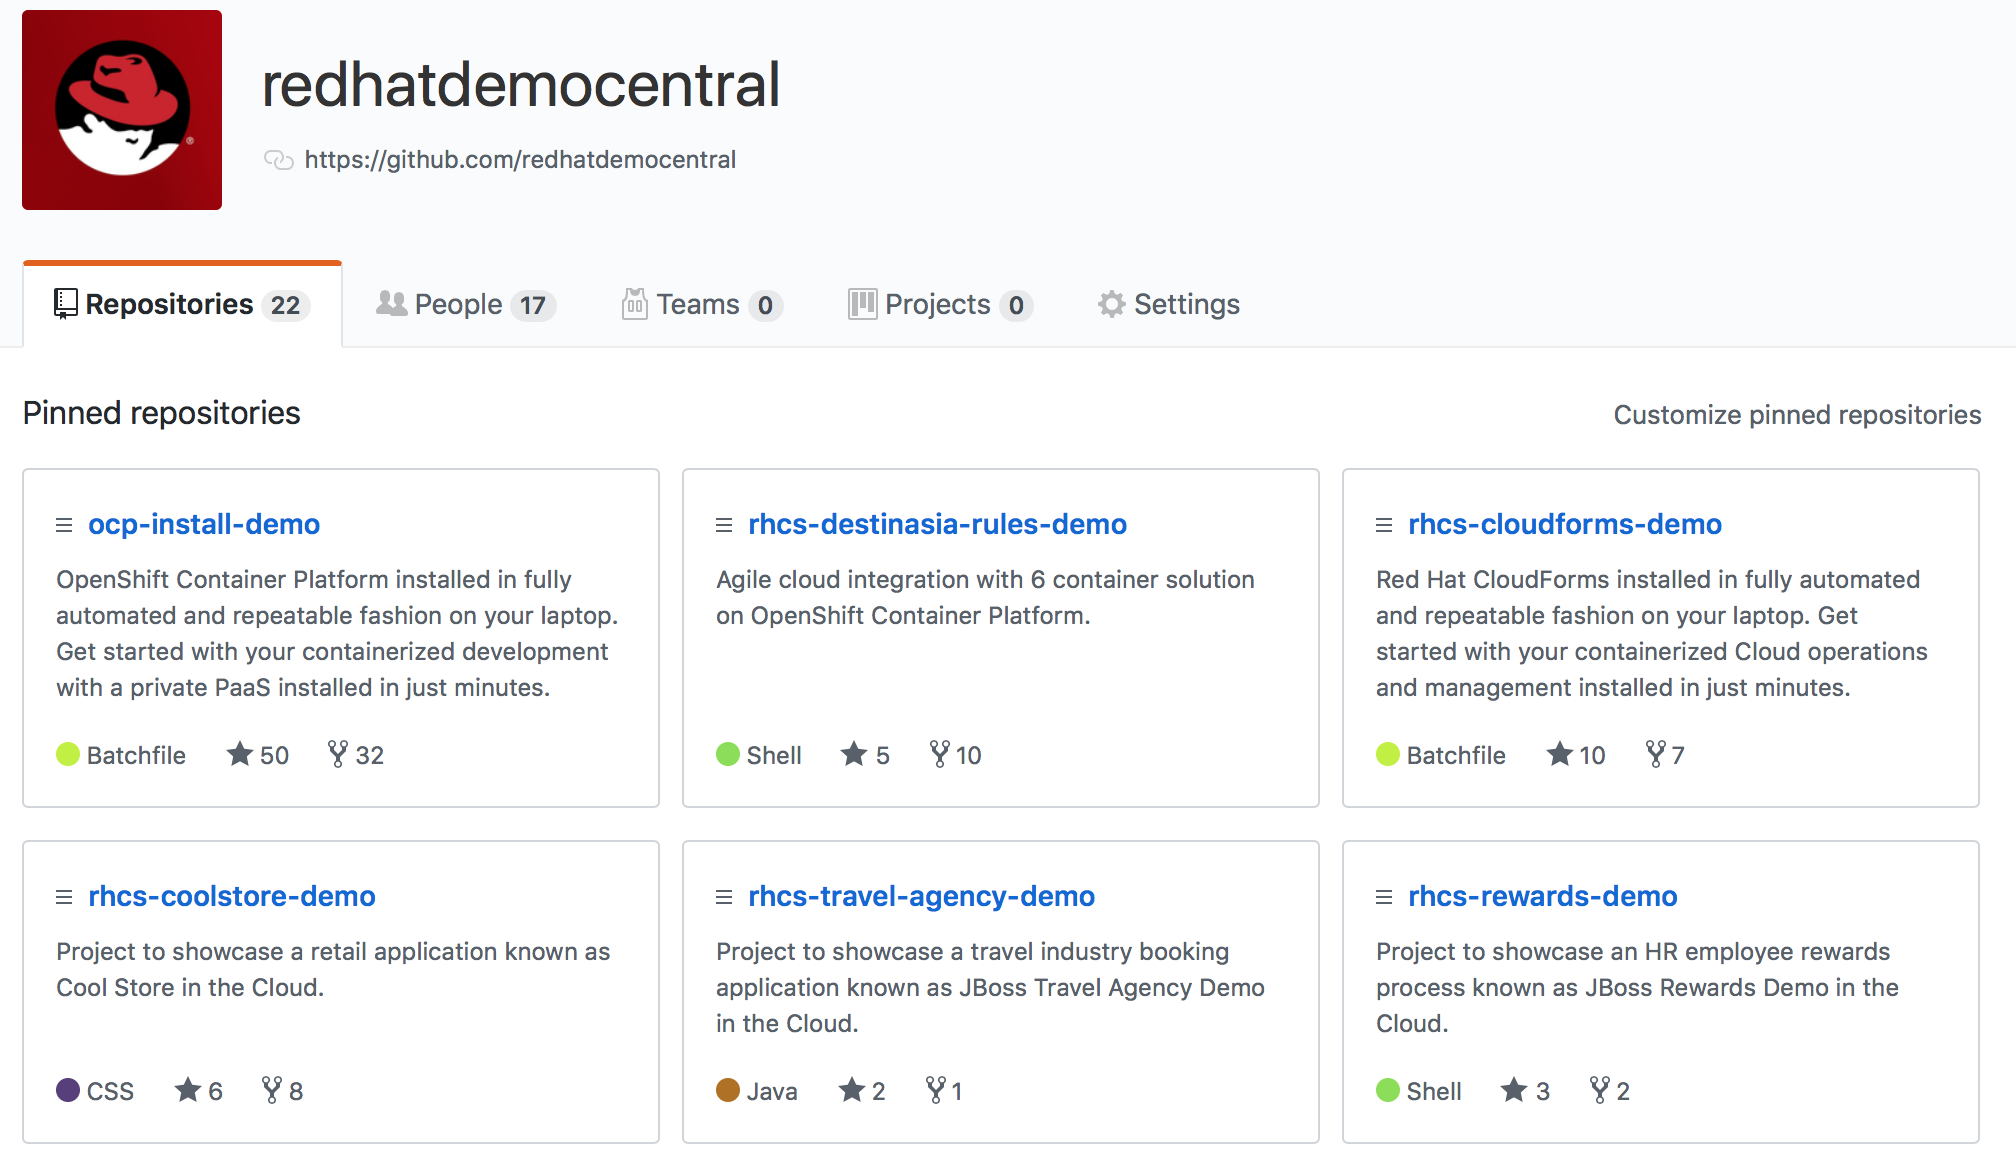 redhatdemocentral
https://github.com/redhatdemocentral
Repositories 22 People 17 Teams 0 Projects 0 Settings
Pinned repositories
Customize pinned repositories
ocp-install-demo
OpenShift Container Platform installed in fully
automated and repeatable fashion on your laptop.
Get started with your containerized development
with a private PaaS installed in just minutes.
Batchfile 50 32
rhcs-destinasia-rules-demo
Agile cloud integration with 6 container solution
on OpenShift Container Platform.
Shell 5 10
rhcs-cloudforms-demo
Red Hat CloudForms installed in fully automated
and repeatable fashion on your laptop. Get
started with your containerized Cloud operations
and management installed in just minutes.
Batchfile 10 7
rhcs-coolstore-demo
Project to showcase a retail application known as
Cool Store in the Cloud.
CSS 6 8
rhcs-travel-agency-demo
Project to showcase a travel industry booking
application known as JBoss Travel Agency Demo
in the Cloud.
Java 2 1
rhcs-rewards-demo
Project to showcase an HR employee rewards
process known as JBoss Rewards Demo in the
Cloud.
Shell 3 2